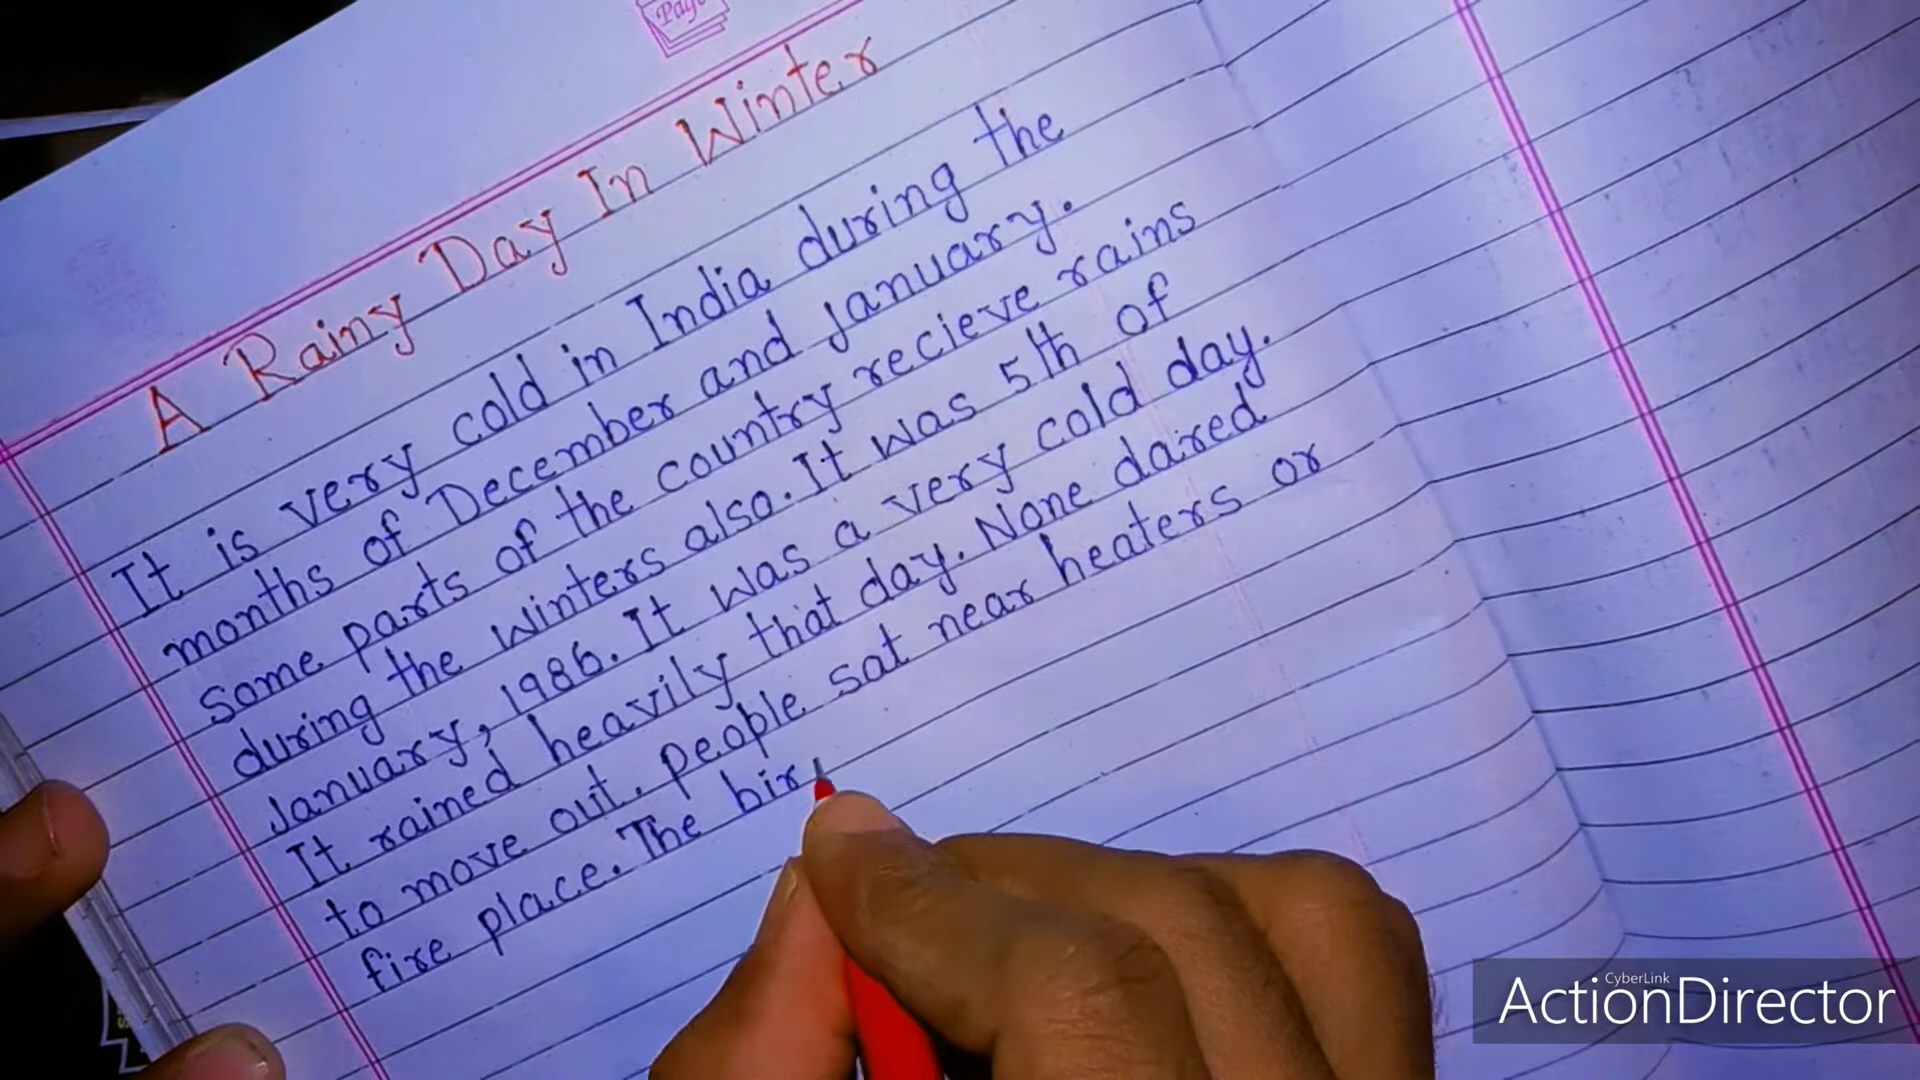 Page
A Rainy Day In Winter
It is very cold in India during the
months of December and January.
Some parts of the country recieve rains
during the winters also. It was 5th of
January, 1986. It was a very cold day.
It rained heavily that day. None dared
to move out. people sat near heaters or
fire place. The bir
CyberLink
ActionDirector